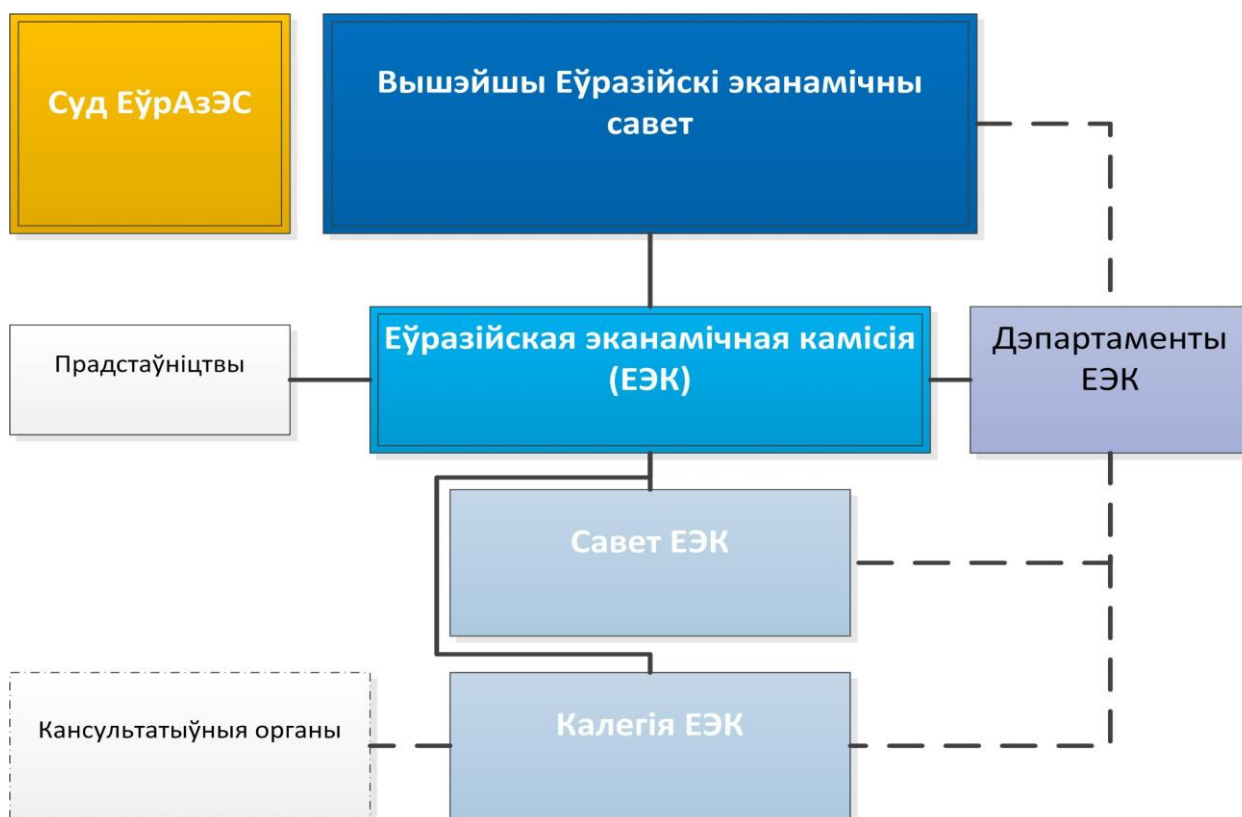 Суд ЕўрАзЭС
Вышэйшы Еўразійскі эканамічны
савет
Прадстаўніцтвы
Еўразійская эканамічная камісія
(ЕЭК)
Дэпартаменты
ЕЭК
Савет ЕЭК
Кансультатыўныя органы
Калегія ЕЭК